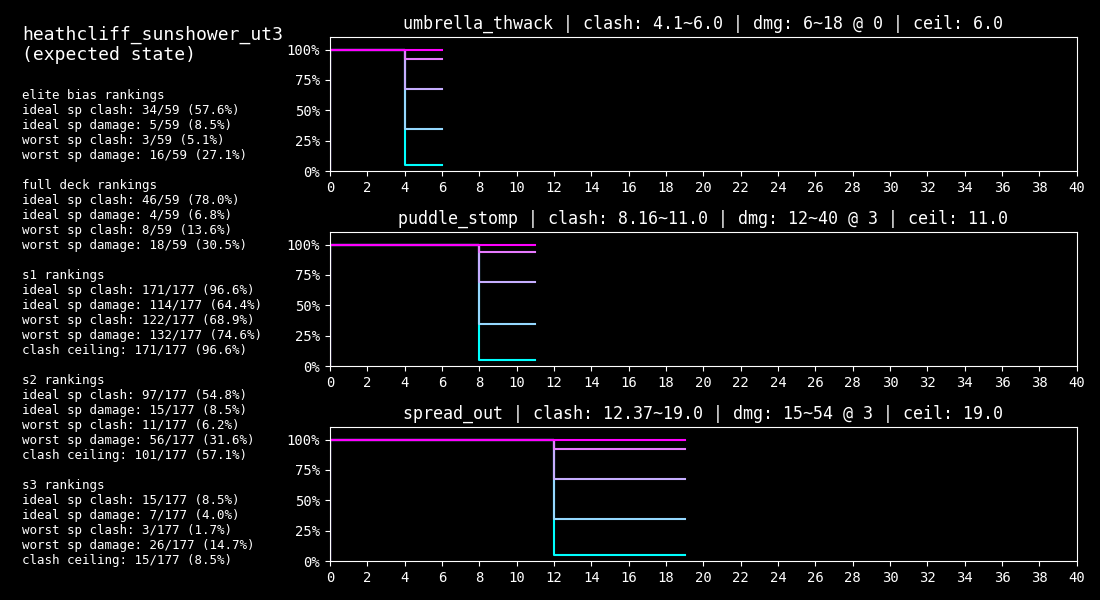 heathcliff_sunshower_ut3
(expected state)
elite bias rankings
ideal sp clash: 34/59 (57.6%)
ideal sp damage: 5/59 (8.5%)
worst sp clash: 3/59 (5.1%)
worst sp damage: 16/59 (27.1%)
full deck rankings
ideal sp clash: 46/59 (78.0%)
ideal sp damage: 4/59 (6.8%)
worst sp clash: 8/59 (13.6%)
worst sp damage: 18/59 (30.5%)
s1 rankings
ideal sp clash: 171/177 (96.6%)
ideal sp damage: 114/177 (64.4%)
worst sp clash: 122/177 (68.9%)
worst sp damage: 132/177 (74.6%)
clash ceiling: 171/177 (96.6%)
s2 rankings
ideal sp clash: 97/177 (54.8%)
ideal sp damage: 15/177 (8.5%)
worst sp clash: 11/177 (6.2%)
worst sp damage: 56/177 (31.6%)
clash ceiling: 101/177 (57.1%)
s3 rankings
ideal sp clash: 15/177 (8.5%)
ideal sp damage: 7/177 (4.0%)
worst sp clash: 3/177 (1.7%)
worst sp damage: 26/177 (14.7%)
clash ceiling: 15/177 (8.5%)
umbrella_thwack | clash: 4.1~6.0 | dmg: 6~18 @ 0 | ceil: 6.0
100%
75%
50%
25%
0%
0 2 4 6 8 10 12 14 16 18 20 22 24 26 28 30 32 34 36 38 40
puddle_stomp | clash: 8.16~11.0 | dmg: 12~40 @ 3 | ceil: 11.0
100%
75%
50%
25%
0%
0 2 4 6 8 10 12 14 16 18 20 22 24 26 28 30 32 34 36 38 40
spread_out | clash: 12.37~19.0 | dmg: 15~54 @ 3 | ceil: 19.0
100%
75%
50%
25%
0%
0 2 4 6 8 10 12 14 16 18 20 22 24 26 28 30 32 34 36 38 40